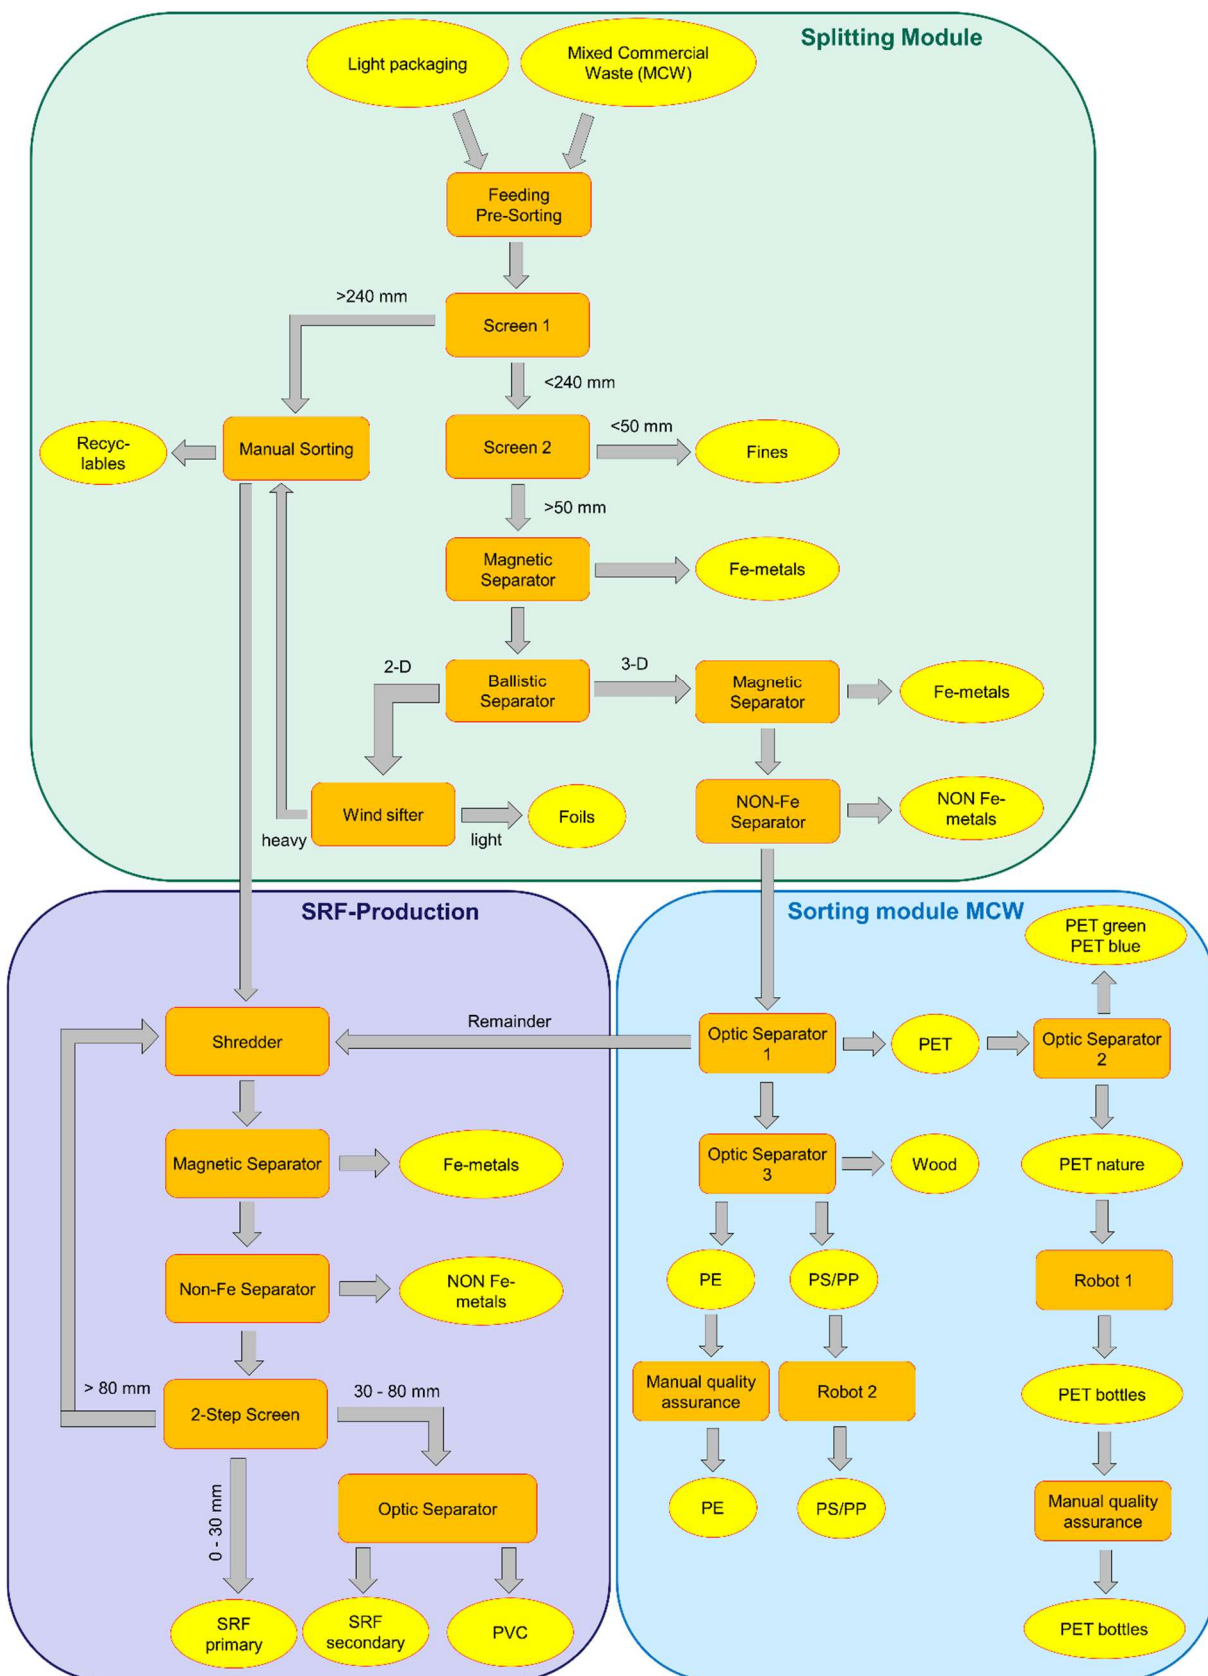 Splitting Module
Light packaging
Mixed Commercial
Waste (MCW)
Feeding
Pre-Sorting
>240 mm
Screen 1
<240 mm
Recyc-
lables
Manual Sorting
Screen 2
<50 mm
Fines
>50 mm
Magnetic
Separator
Fe-metals
2-D
Ballistic
Separator
3-D
Magnetic
Separator
Fe-metals
heavy
Wind sifter
light
Foils
NON-Fe
Separator
NON Fe-
metals
SRF-Production
Shredder
Remainder
Magnetic Separator
Fe-metals
Non-Fe Separator
NON Fe-
metals
> 80 mm
2-Step Screen
30 - 80 mm
0 - 30 mm
Optic Separator
SRF
primary
SRF
secondary
PVC
Sorting module MCW
PET green
PET blue
Optic Separator
1
PET
Optic Separator
2
Optic Separator
3
Wood
PET nature
PE
PS/PP
Robot 1
Manual quality
assurance
Robot 2
PET bottles
PE
PS/PP
Manual quality
assurance
PET bottles